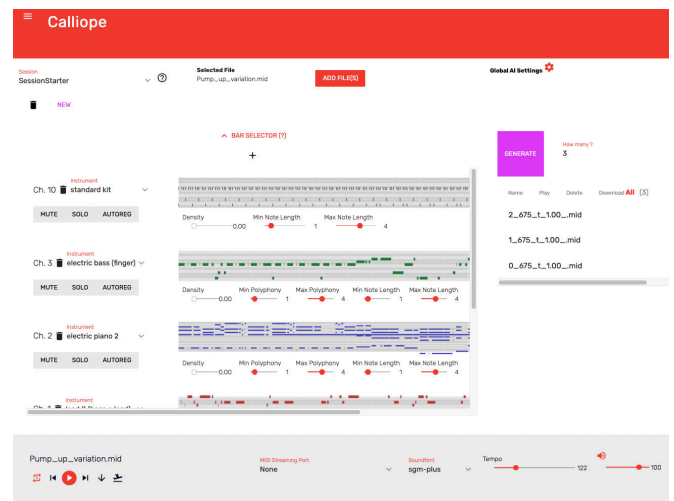 Calliope
Session
SessionStarter
NEW
Selected File
Pump_up_variation.mid
ADD FILE(S)
Global AI Settings
BAR SELECTOR (?)
+
GENERATE
How many ?
3
Name Play Delete Download All (3)
2_675_t_1.00_.mid
1_675_t_1.00_.mid
0_675_t_1.00_.mid
Instrument
Ch. 10 standard kit
MUTE SOLO AUTOREG
Density Min Note Length Max Note Length
0.00 1 4
Instrument
Ch. 3 electric bass (finger)
MUTE SOLO AUTOREG
Density Min Polyphony Max Polyphony Min Note Length Max Note Length
0.00 1 4 1 4
Instrument
Ch. 2 electric piano 2
MUTE SOLO AUTOREG
Density Min Polyphony Max Polyphony Min Note Length Max Note Length
0.00 1 4 1 4
Instrument
Pump_up_variation.mid
MIDI Streaming Port
None
Soundfont
sgm-plus
Tempo
122
100